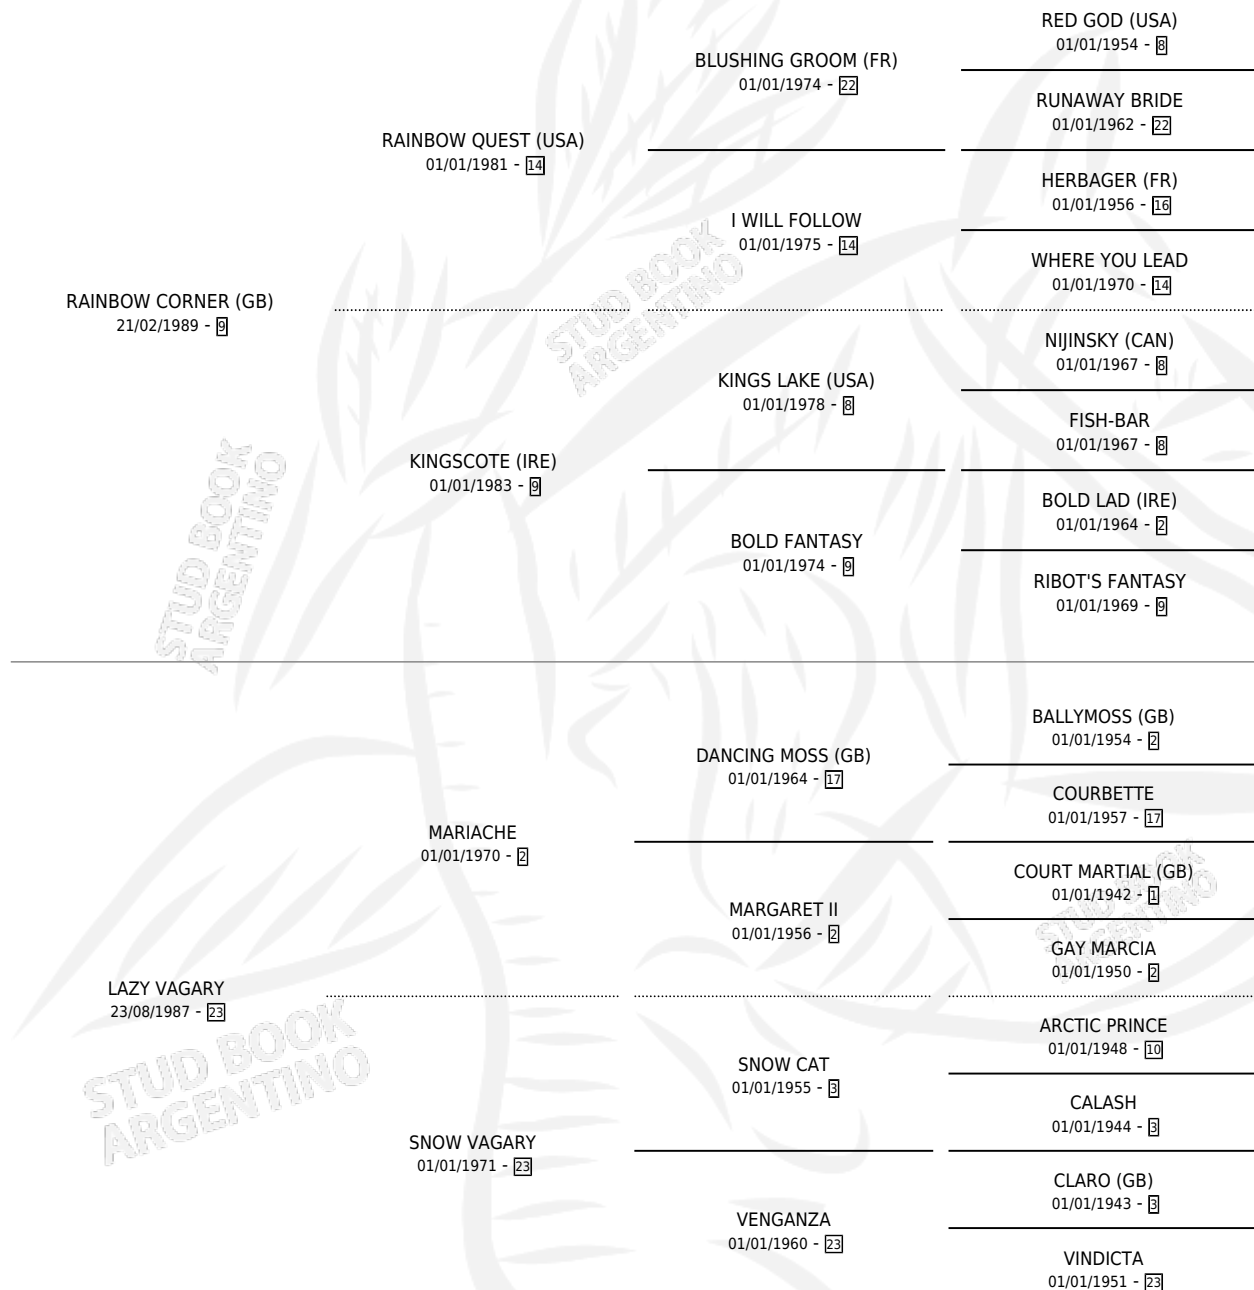 RED GOD (USA)
01/01/1954 - 8
BLUSHING GROOM (FR)
01/01/1974 - 22
RUNAWAY BRIDE
01/01/1962 - 22
RAINBOW QUEST (USA)
01/01/1981 - 14
HERBAGER (FR)
01/01/1956 - 16
I WILL FOLLOW
01/01/1975 - 14
WHERE YOU LEAD
01/01/1970 - 14
RAINBOW CORNER (GB)
21/02/1989 - 9
NIJINSKY (CAN)
01/01/1967 - 8
KINGS LAKE (USA)
01/01/1978 - 8
FISH-BAR
01/01/1967 - 8
KINGSCOTE (IRE)
01/01/1983 - 9
BOLD LAD (IRE)
01/01/1964 - 2
BOLD FANTASY
01/01/1974 - 9
RIBOT'S FANTASY
01/01/1969 - 9
BALLYMOSS (GB)
01/01/1954 - 2
DANCING MOSS (GB)
01/01/1964 - 17
COURBETTE
01/01/1957 - 17
MARIACHE
01/01/1970 - 2
COURT MARTIAL (GB)
01/01/1942 - 1
MARGARET II
01/01/1956 - 2
GAY MARCIA
01/01/1950 - 2
LAZY VAGARY
23/08/1987 - 23
ARCTIC PRINCE
01/01/1948 - 10
SNOW CAT
01/01/1955 - 3
CALASH
01/01/1944 - 3
SNOW VAGARY
01/01/1971 - 23
CLARO (GB)
01/01/1943 - 3
VENGANZA
01/01/1960 - 23
VINDICTA
01/01/1951 - 23
STUD BOOK
ARGENTINO
STUD BOOK
ARGENTINO
STUD BOOK
ARGENTINO
STUD BOOK
ARGENTINO